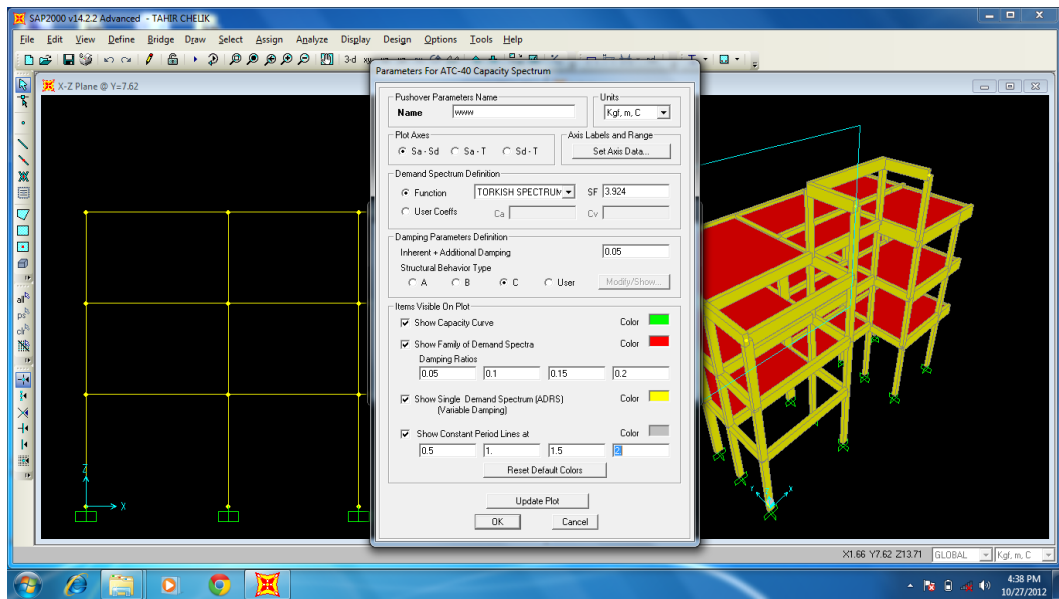 SAP2000 v14.2.2 Advanced - TAHIR CHELIK
File Edit View Define Bridge Draw Select Assign Analyze Display Design Options Tools Help
3-d
X-Z Plane @ Y=7.62
Parameters For ATC-40 Capacity Spectrum
Pushover Parameters Name
Name www
Units
Kgf, m, C
Plot Axes
Sa - Sd Sa - T Sd - T
Axis Labels and Range
Set Axis Data...
Demand Spectrum Definition
Function TORKISH SPECTRUM SF 3.924
User Coeffs Ca Cv
Damping Parameters Definition
Inherent + Additional Damping 0.05
Structural Behavior Type
A B C User Modify/Show...
Items Visible On Plot
Show Capacity Curve Color
Show Family of Demand Spectra Color
Damping Ratios
0.05 0.1 0.15 0.2
Show Single Demand Spectrum (ADRS) Color
(Variable Damping)
Show Constant Period Lines at Color
0.5 1. 1.5 2.
Reset Default Colors
Update Plot
OK Cancel
all
ps
clr
Z
X
X1.66 Y7.62 Z13.71 GLOBAL Kgf, m, C
4:38 PM
10/27/2012